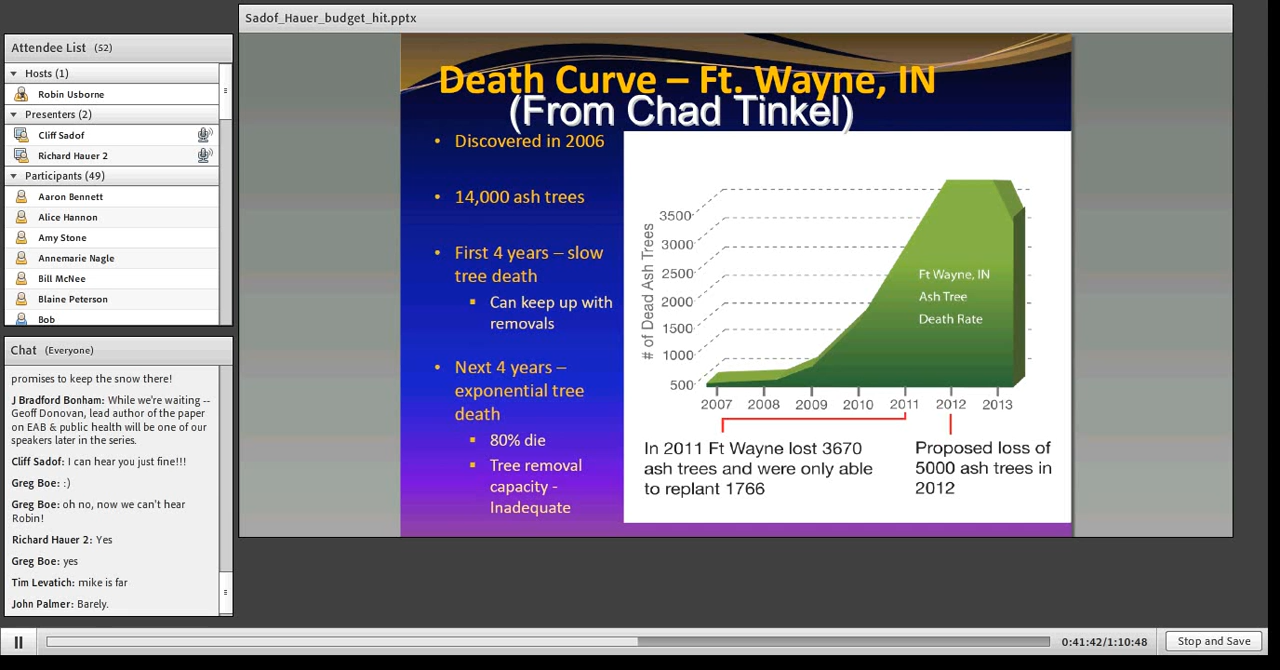 Sadof_Hauer_budget_hit.pptx
Attendee List (52)
Hosts (1)
Robin Usborne
Presenters (2)
Cliff Sadof
Richard Hauer 2
Participants (49)
Aaron Bennett
Alice Hannon
Amy Stone
Annemarie Nagle
Bill McNee
Blaine Peterson
Bob
Chat (Everyone)
promises to keep the snow there!
J Bradford Bonham: While we're waiting --
Geoff Donovan, lead author of the paper
on EAB & public health will be one of our
speakers later in the series.
Cliff Sadof: I can hear you just fine!!!
Greg Boe: :)
Greg Boe: oh no, now we can't hear
Robin!
Richard Hauer 2: Yes
Greg Boe: yes
Tim Levatich: mike is far
John Palmer: Barely.
Death Curve – Ft. Wayne, IN
(From Chad Tinkel)
• Discovered in 2006
• 14,000 ash trees
• First 4 years – slow
tree death
▪ Can keep up with
removals
• Next 4 years –
exponential tree
death
▪ 80% die
▪ Tree removal
capacity -
Inadequate
# of Dead Ash Trees
3500
3000
2500
2000
1500
1000
500
Ft Wayne, IN
Ash Tree
Death Rate
2007 2008 2009 2010 2011 2012 2013
In 2011 Ft Wayne lost 3670
ash trees and were only able
to replant 1766
Proposed loss of
5000 ash trees in
2012
0:41:42/1:10:48
Stop and Save